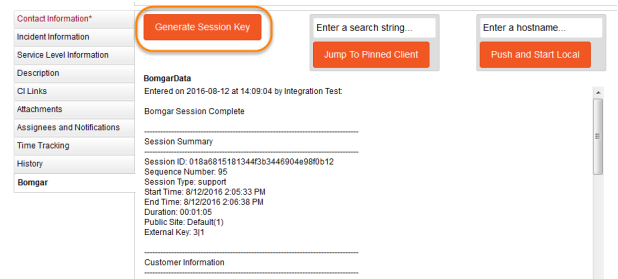 Contact Information*
Incident Information
Service Level Information
Description
CI Links
Attachments
Assignees and Notifications
Time Tracking
History
Bomgar
Generate Session Key
Enter a search string...
Jump To Pinned Client
Enter a hostname...
Push and Start Local
BomgarData
Entered on 2016-08-12 at 14:09:04 by Integration Test:
Bomgar Session Complete
Session Summary
Session ID: 018a6815181344f3b3446904e98f0b12
Sequence Number: 95
Session Type: support
Start Time: 8/12/2016 2:05:33 PM
End Time: 8/12/2016 2:06:38 PM
Duration: 00:01:05
Public Site: Default(1)
External Key: 3|1
Customer Information